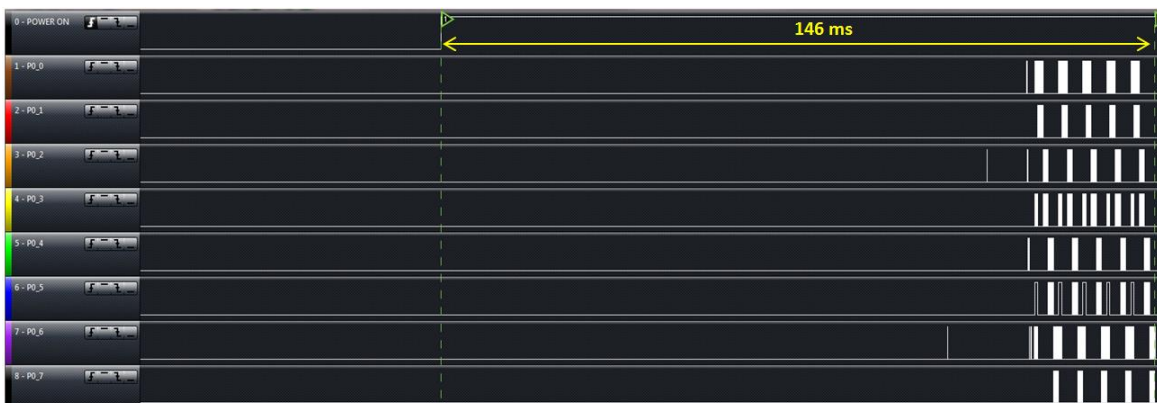 0 - POWER ON
146 ms
1 - P0_0
2 - P0_1
3 - P0_2
4 - P0_3
5 - P0_4
6 - P0_5
7 - P0_6
8 - P0_7